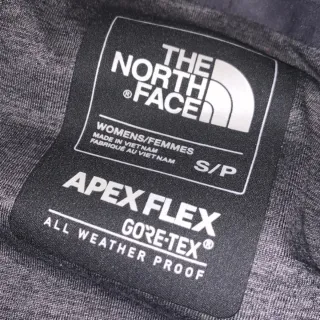 THE
NORTH
FACE
WOMENS/FEMMES
MADE IN VIETNAM
FABRIQUÉ AU VIETNAM
S/P
APEX FLEX
GORE-TEX®
ALL WEATHER PROOF